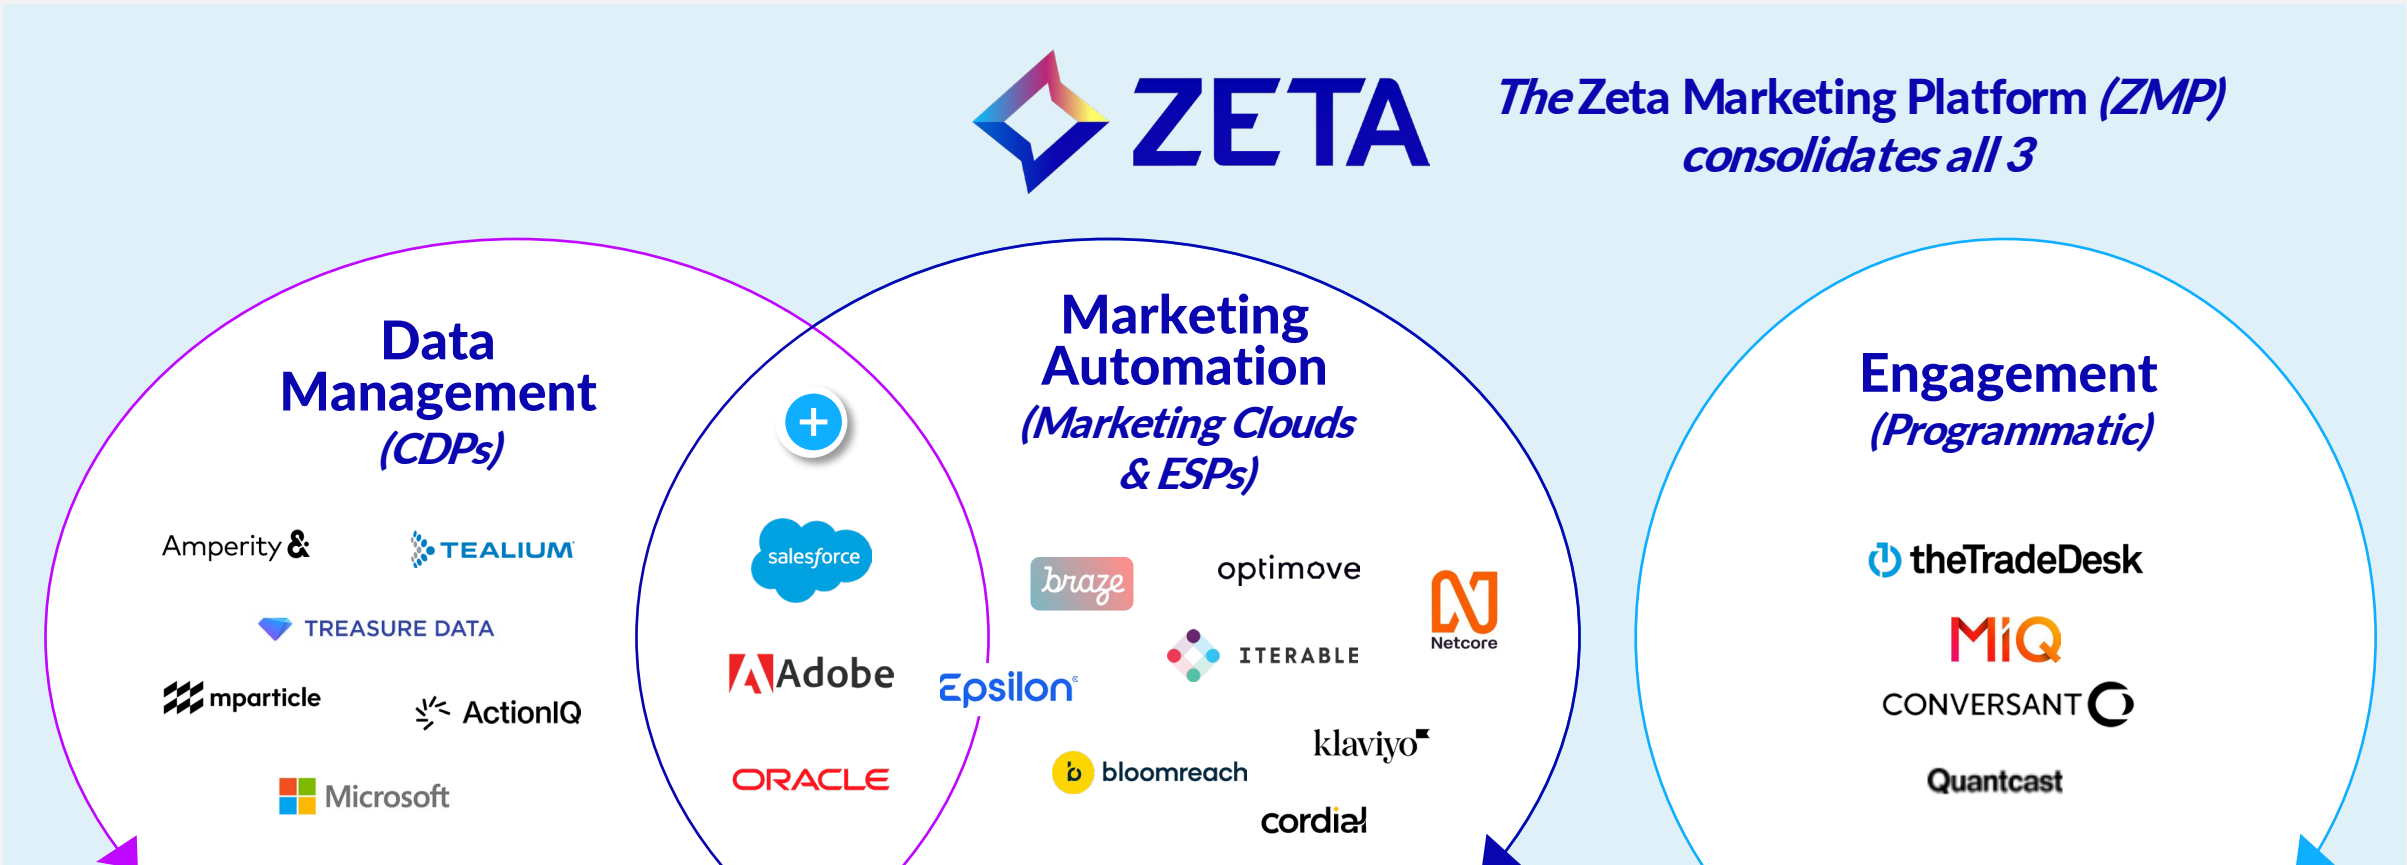 ZETA
The Zeta Marketing Platform (ZMP)
consolidates all 3
Data
Management
(CDPs)
Amperity &
TEALIUM
TREASURE DATA
mparticle
ActionIQ
Microsoft
+
salesforce
Adobe
ORACLE
Epsilon
Marketing
Automation
(Marketing Clouds
& ESPs)
braze
optimove
Netcore
ITERABLE
klaviyo
bloomreach
cordial
Engagement
(Programmatic)
theTradeDesk
MiQ
CONVERSANT
Quantcast